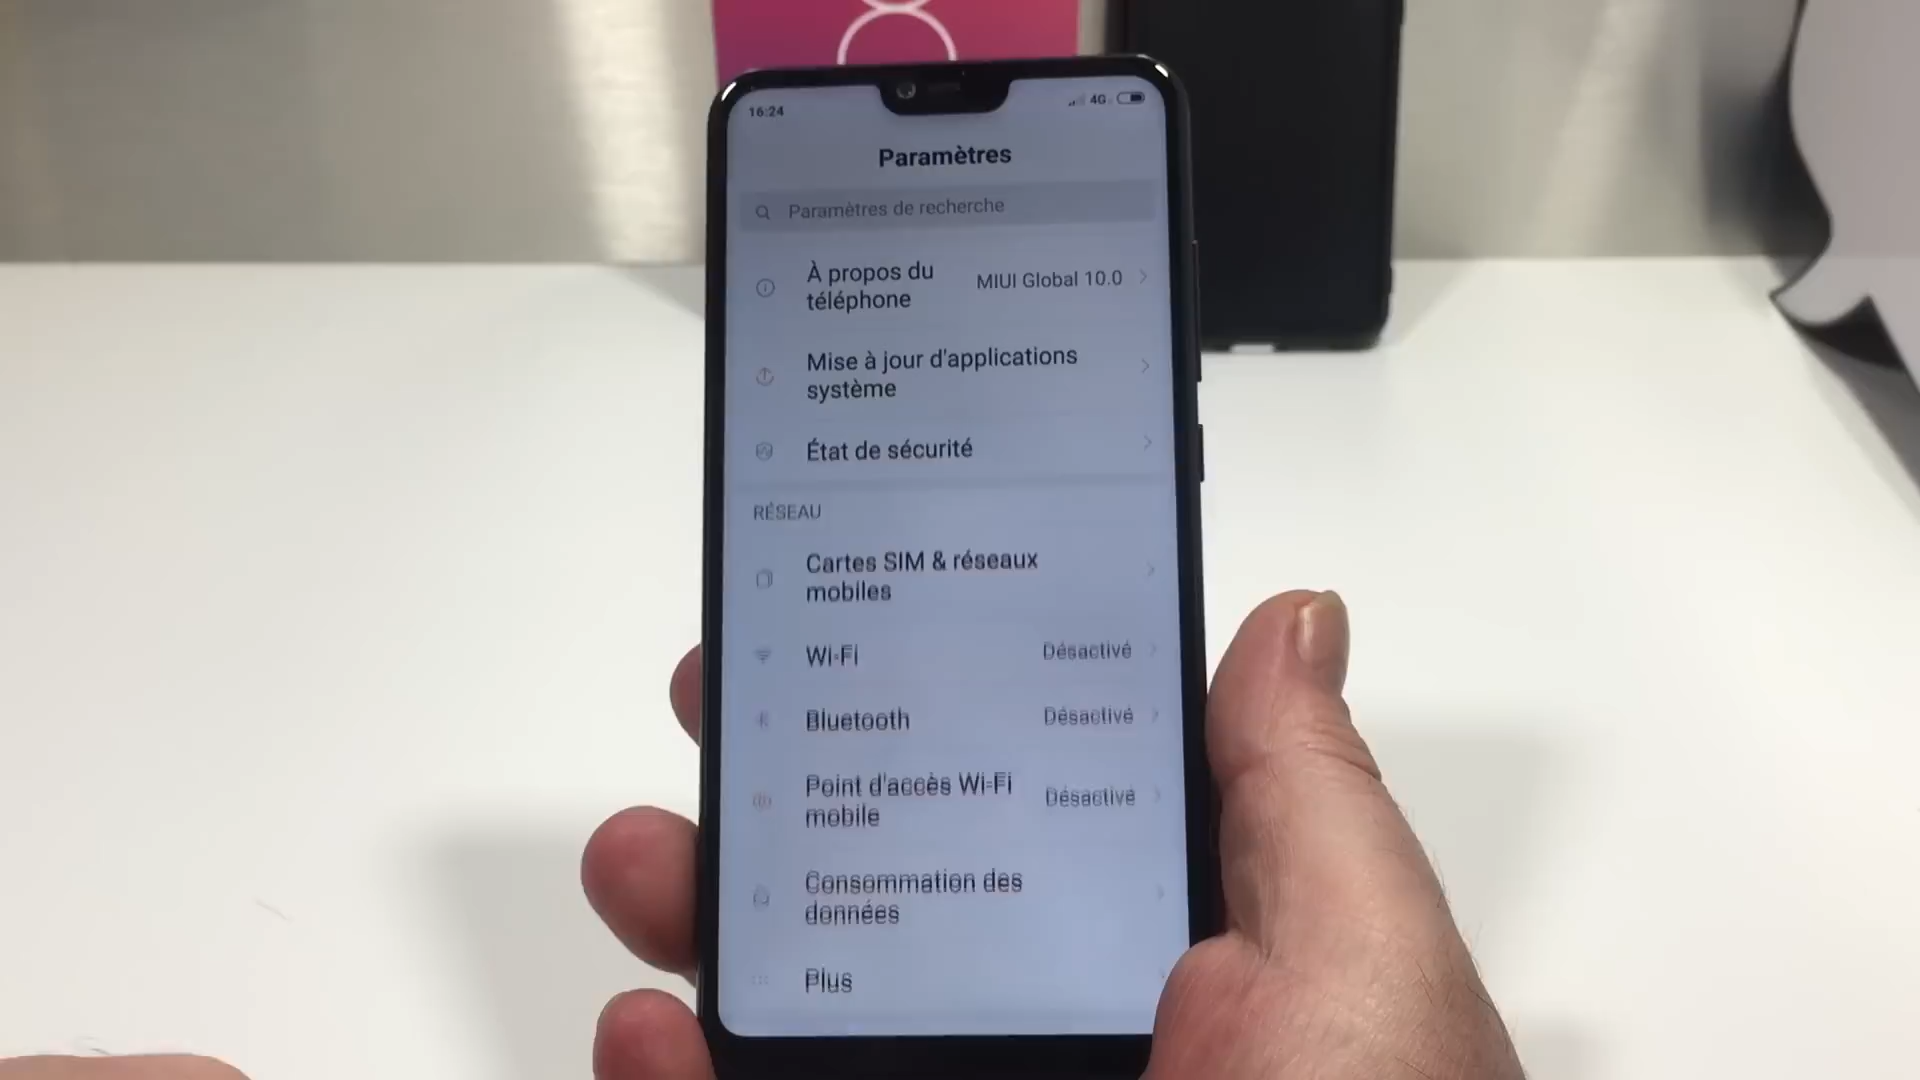 8
16:24
4G
Paramètres
Paramètres de recherche
À propos du
téléphone
MIUI Global 10.0
Mise à jour d'applications
système
État de sécurité
RÉSEAU
Cartes SIM & réseaux
mobiles
Wi-Fi
Désactivé
Bluetooth
Désactivé
Point d'accès Wi-Fi
mobile
Désactivé
Consommation des
données
Plus